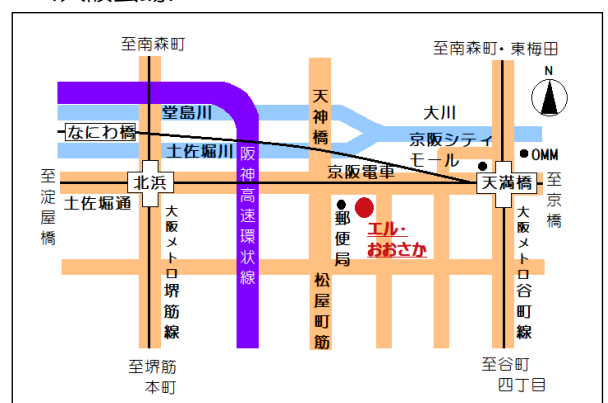 至南森町
至南森町・東梅田
N
堂島川
天神橋
大川
なにわ橋
京阪シティ
モール
OMM
土佐堀川
阪神高速環状線
京阪電車
至淀屋橋
北浜
天満橋
至京橋
土佐堀通
大阪メトロ堺筋線
郵便局
エル・
おおさか
大阪メトロ谷町線
松屋町筋
至堺筋
本町
至谷町
四丁目